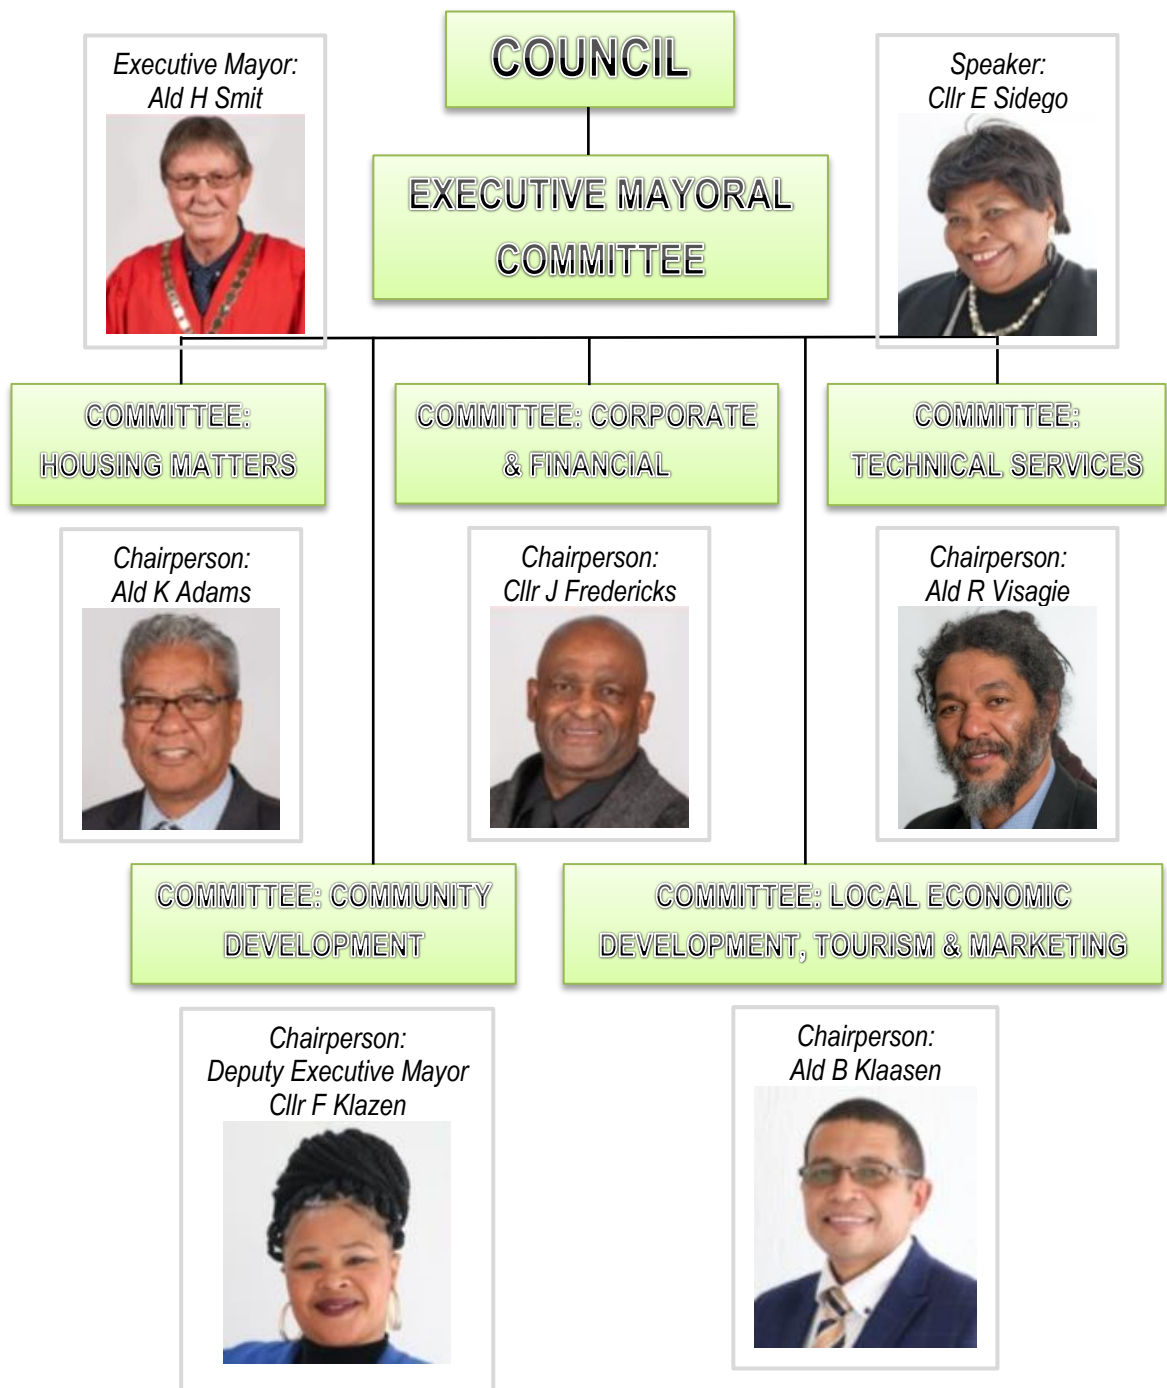 COUNCIL
Executive Mayor:
Ald H Smit
Speaker:
Cllr E Sidego
EXECUTIVE MAYORAL
COMMITTEE
COMMITTEE:
HOUSING MATTERS
COMMITTEE: CORPORATE
& FINANCIAL
COMMITTEE:
TECHNICAL SERVICES
Chairperson:
Ald K Adams
Chairperson:
Cllr J Fredericks
Chairperson:
Ald R Visagie
COMMITTEE: COMMUNITY
DEVELOPMENT
COMMITTEE: LOCAL ECONOMIC
DEVELOPMENT, TOURISM & MARKETING
Chairperson:
Deputy Executive Mayor
Cllr F Klazen
Chairperson:
Ald B Klaasen